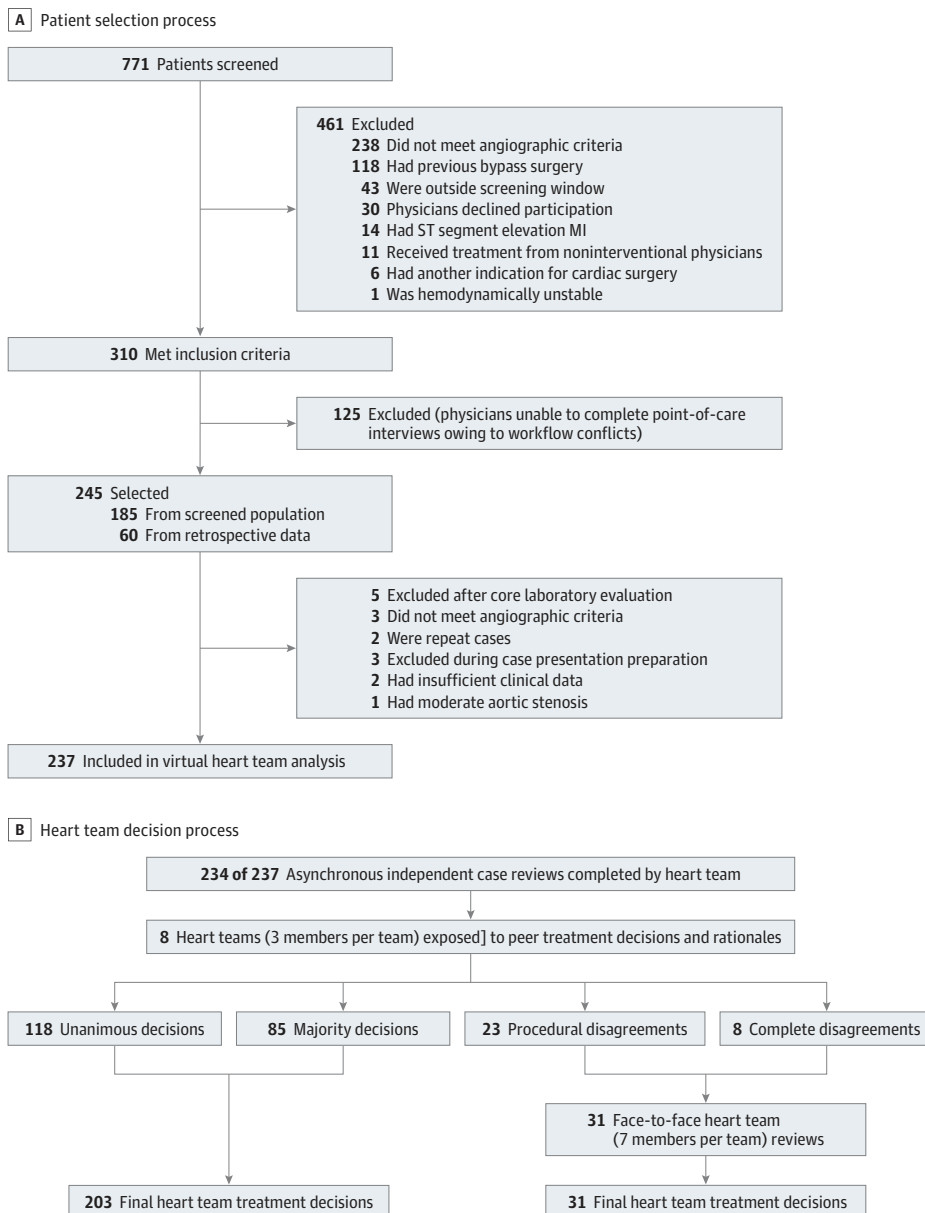 A Patient selection process
771 Patients screened
461 Excluded
238 Did not meet angiographic criteria
118 Had previous bypass surgery
43 Were outside screening window
30 Physicians declined participation
14 Had ST segment elevation MI
11 Received treatment from noninterventional physicians
6 Had another indication for cardiac surgery
1 Was hemodynamically unstable
310 Met inclusion criteria
125 Excluded (physicians unable to complete point-of-care
interviews owing to workflow conflicts)
245 Selected
185 From screened population
60 From retrospective data
5 Excluded after core laboratory evaluation
3 Did not meet angiographic criteria
2 Were repeat cases
3 Excluded during case presentation preparation
2 Had insufficient clinical data
1 Had moderate aortic stenosis
237 Included in virtual heart team analysis
B Heart team decision process
234 of 237 Asynchronous independent case reviews completed by heart team
8 Heart teams (3 members per team) exposed] to peer treatment decisions and rationales
118 Unanimous decisions
85 Majority decisions
23 Procedural disagreements
8 Complete disagreements
31 Face-to-face heart team
(7 members per team) reviews
203 Final heart team treatment decisions
31 Final heart team treatment decisions